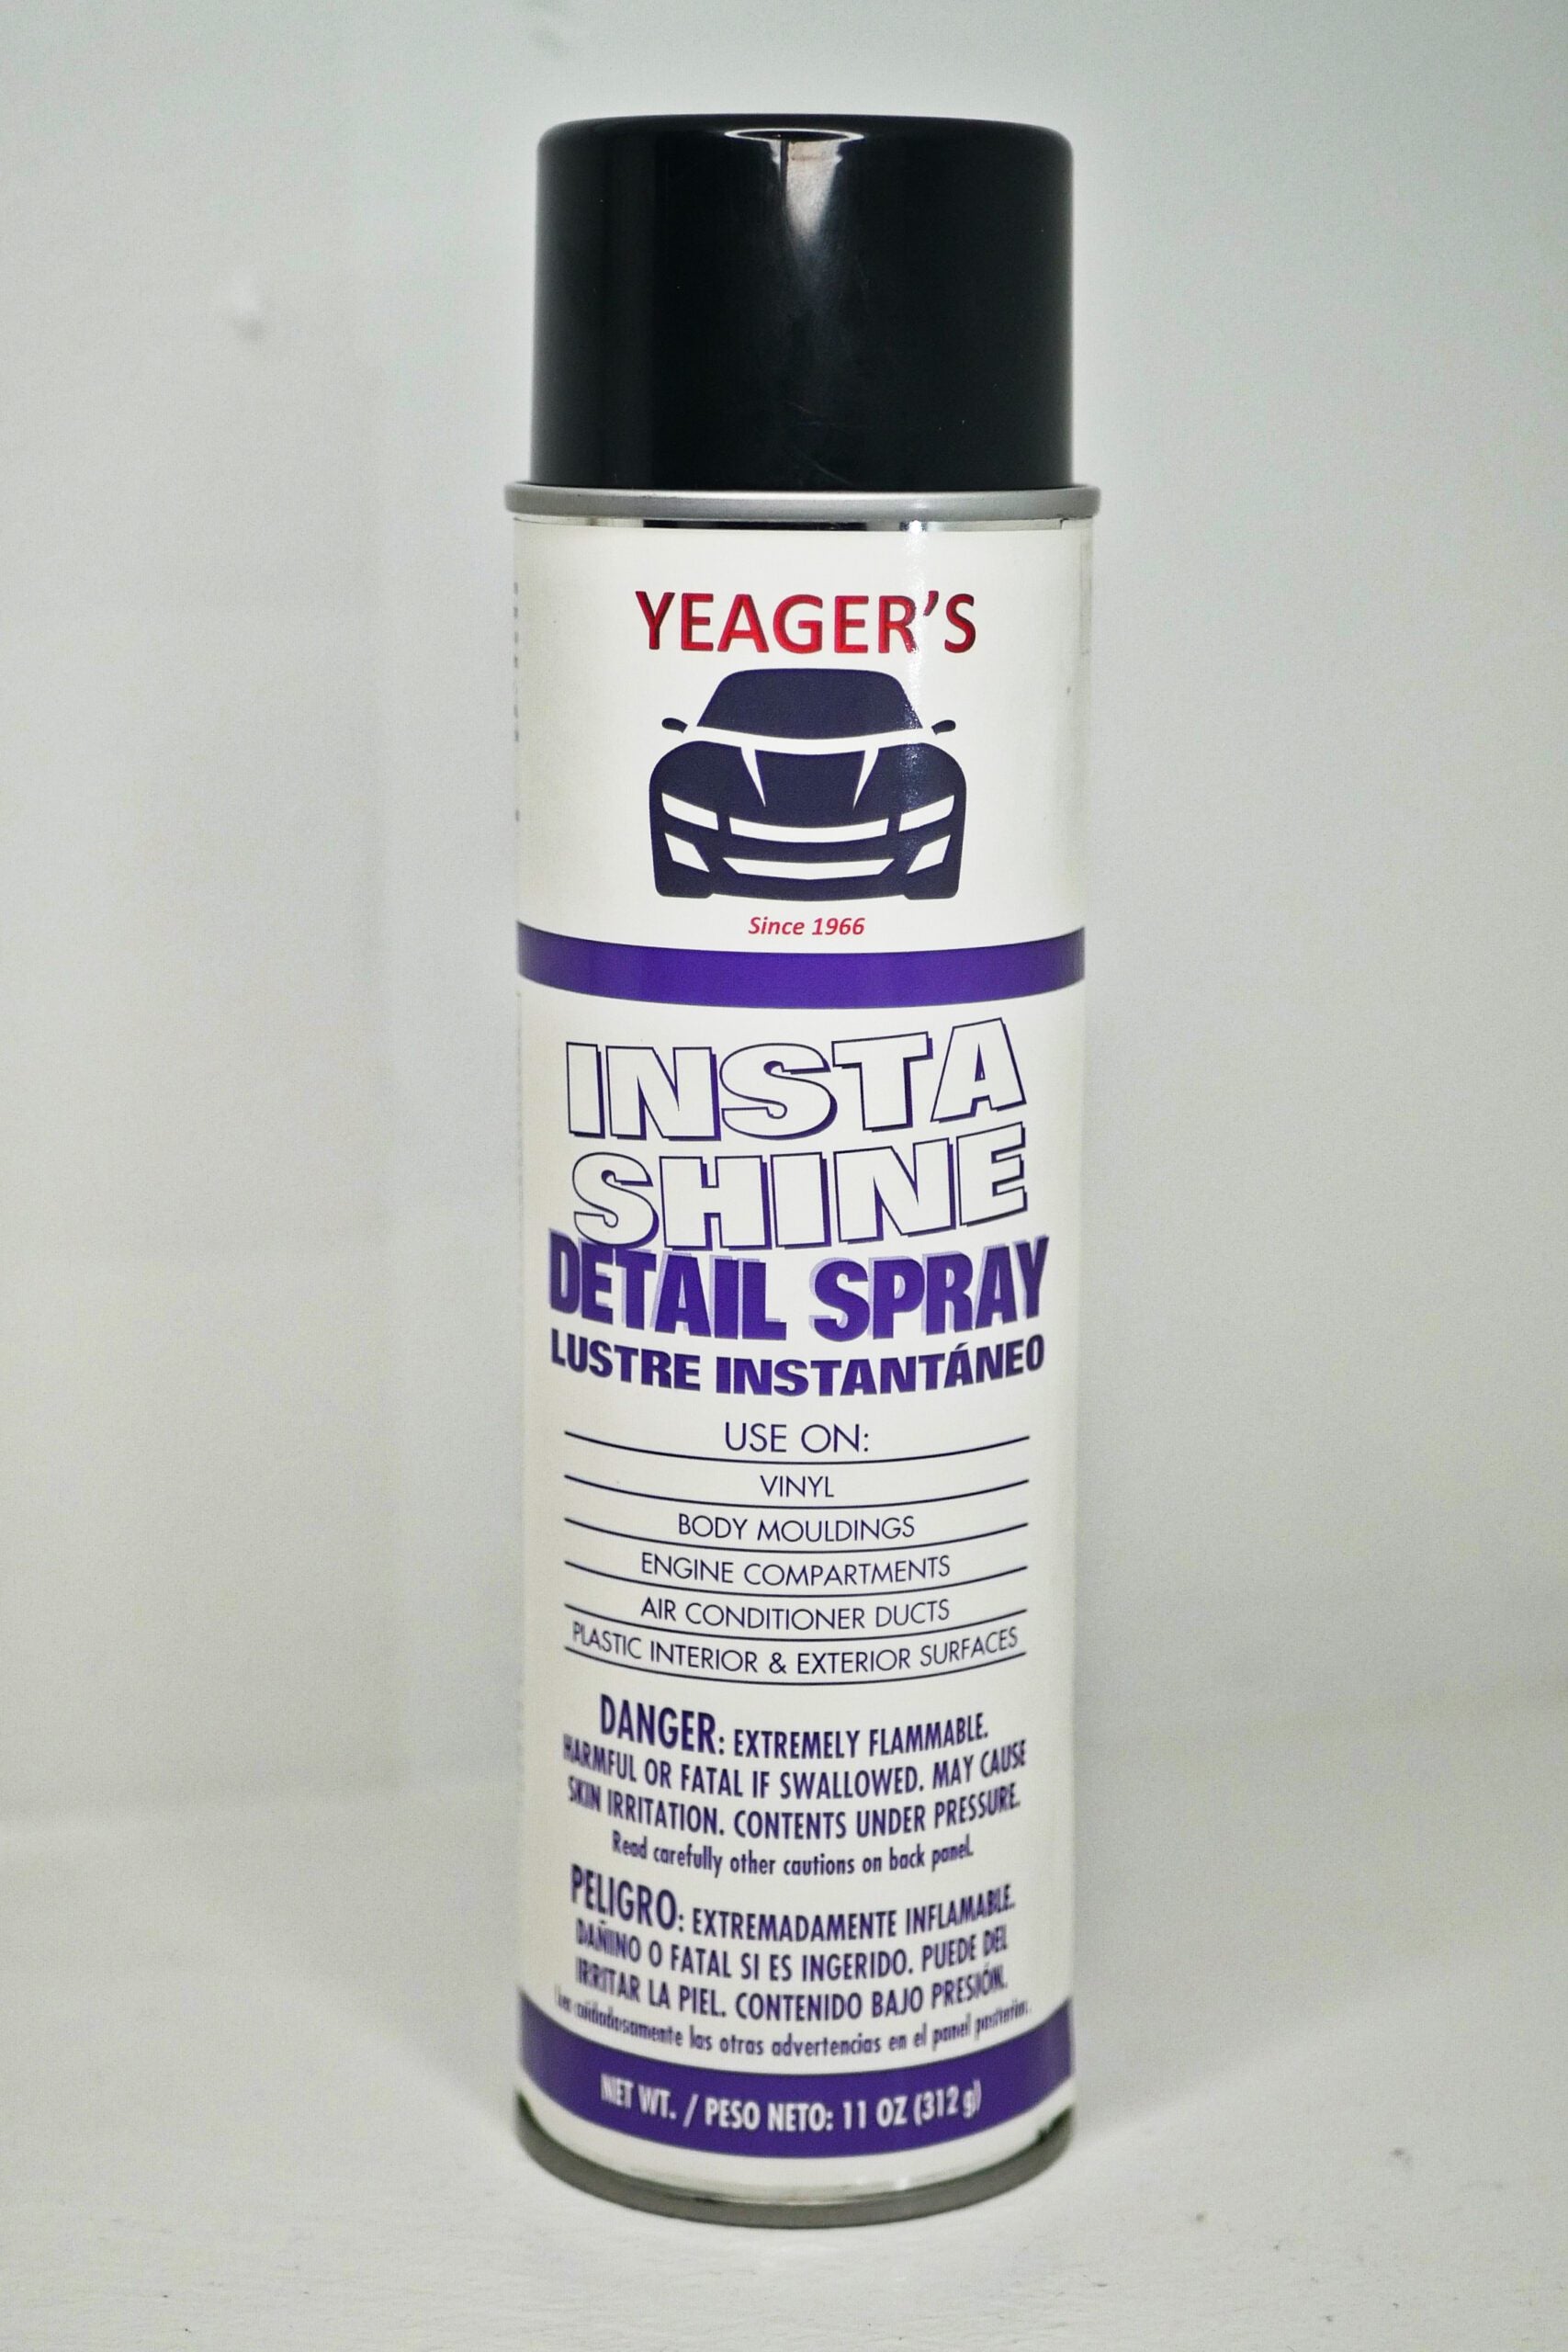 YEAGER'S
Since 1966
INSTA
SHINE
DETAIL SPRAY
LUSTRE INSTANTÁNEO
USE ON:
VINYL
BODY MOULDINGS
ENGINE COMPARTMENTS
AIR CONDITIONER DUCTS
PLASTIC INTERIOR & EXTERIOR SURFACES
DANGER: EXTREMELY FLAMMABLE.
HARMFUL OR FATAL IF SWALLOWED. MAY CAUSE
SKIN IRRITATION. CONTENTS UNDER PRESSURE.
Read carefully other cautions on back panel.
PELIGRO: EXTREMADAMENTE INFLAMABLE.
DAÑINO O FATAL SI ES INGERIDO. PUEDE DEL
IRRITAR LA PIEL. CONTENIDO BAJO PRESIÓN.
Lea cuidadosamente las otras advertencias en el panel posterior.
NET WT. / PESO NETO: 11 OZ (312 g)